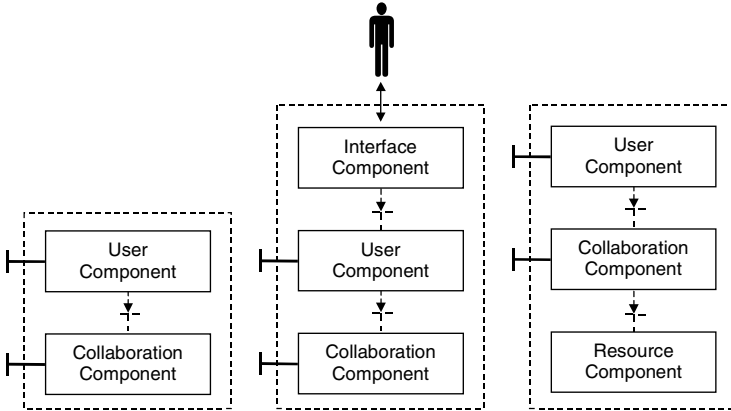 User
Component
Collaboration
Component
Interface
Component
User
Component
Collaboration
Component
User
Component
Collaboration
Component
Resource
Component